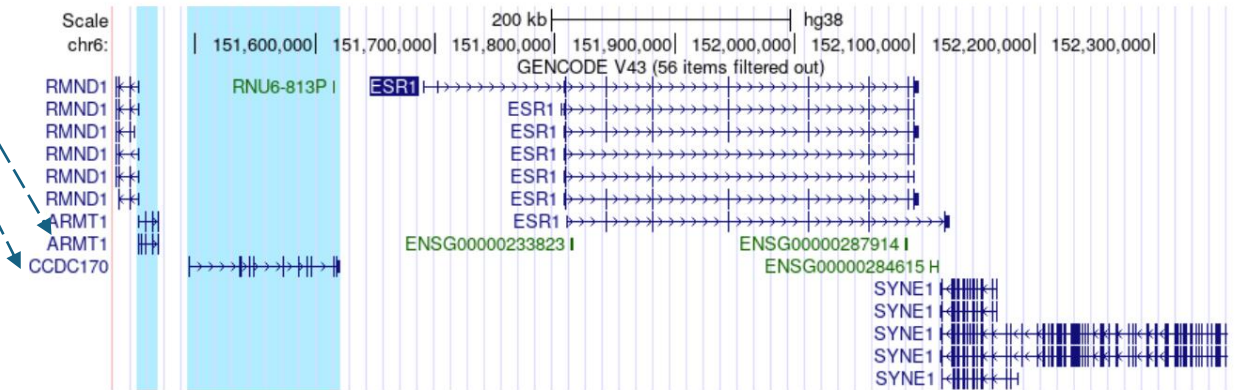 Scale 200 kb hg38
chr6: 151,600,000 151,700,000 151,800,000 151,900,000 152,000,000 152,100,000 152,200,000 152,300,000
GENCODE V43 (56 items filtered out)
RMND1 RNU6-813P ESR1
RMND1 ESR1
RMND1 ESR1
RMND1 ESR1
RMND1 ESR1
RMND1 ESR1
ARMT1 ESR1
ARMT1 ENSG00000233823 ENSG00000287914
CCDC170 ENSG00000284615
SYNE1
SYNE1
SYNE1
SYNE1
SYNE1